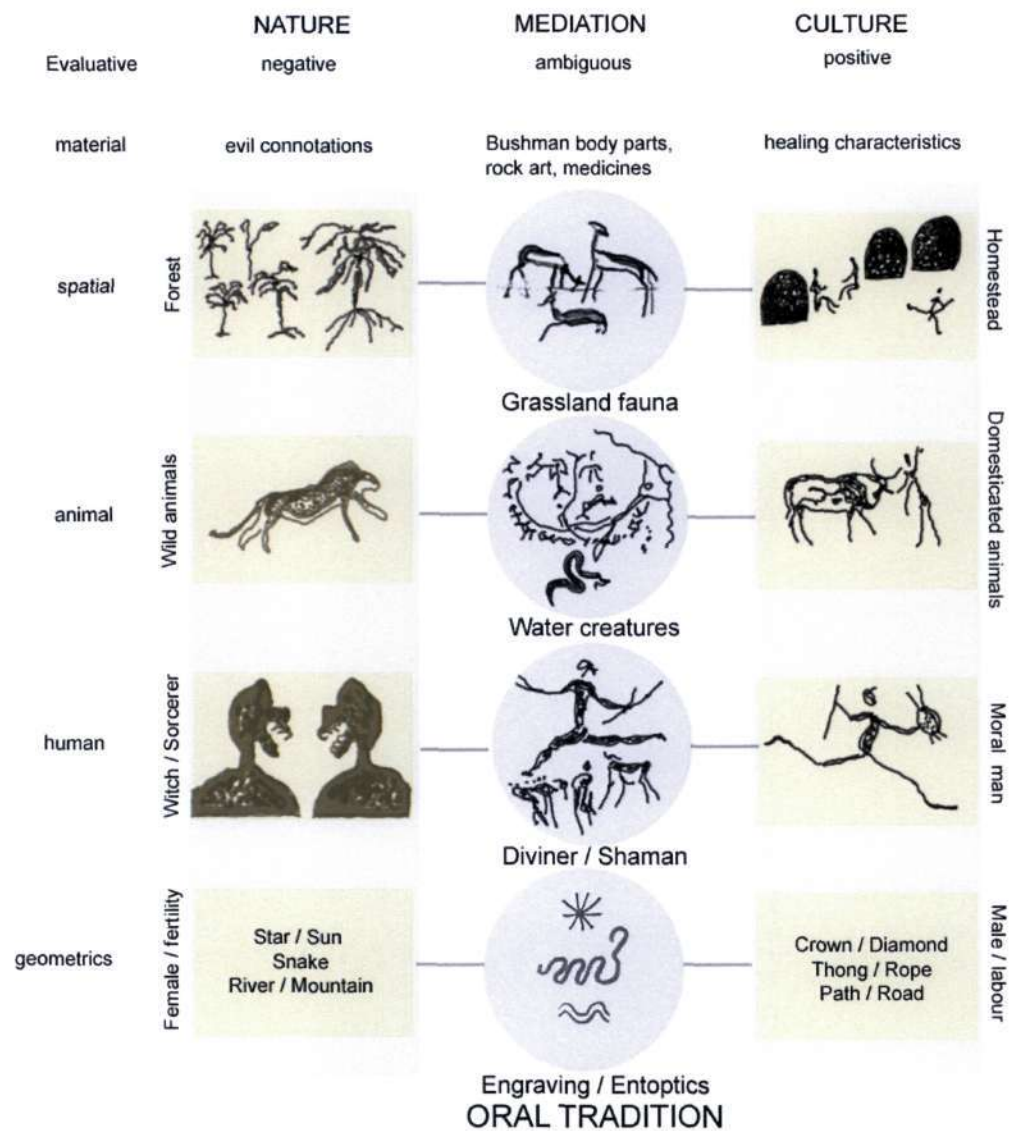 NATURE MEDIATION CULTURE
Evaluative negative ambiguous positive
material evil connotations Bushman body parts, healing characteristics
rock art, medicines
spatial Forest Homestead
Grassland fauna
animal Wild animals Domesticated animals
Water creatures
human Witch / Sorcerer Moral man
Diviner / Shaman
geometrics Female / fertility Male / labour
Star / Sun
Snake
River / Mountain
Crown / Diamond
Thong / Rope
Path / Road
Engraving / Entoptics
ORAL TRADITION